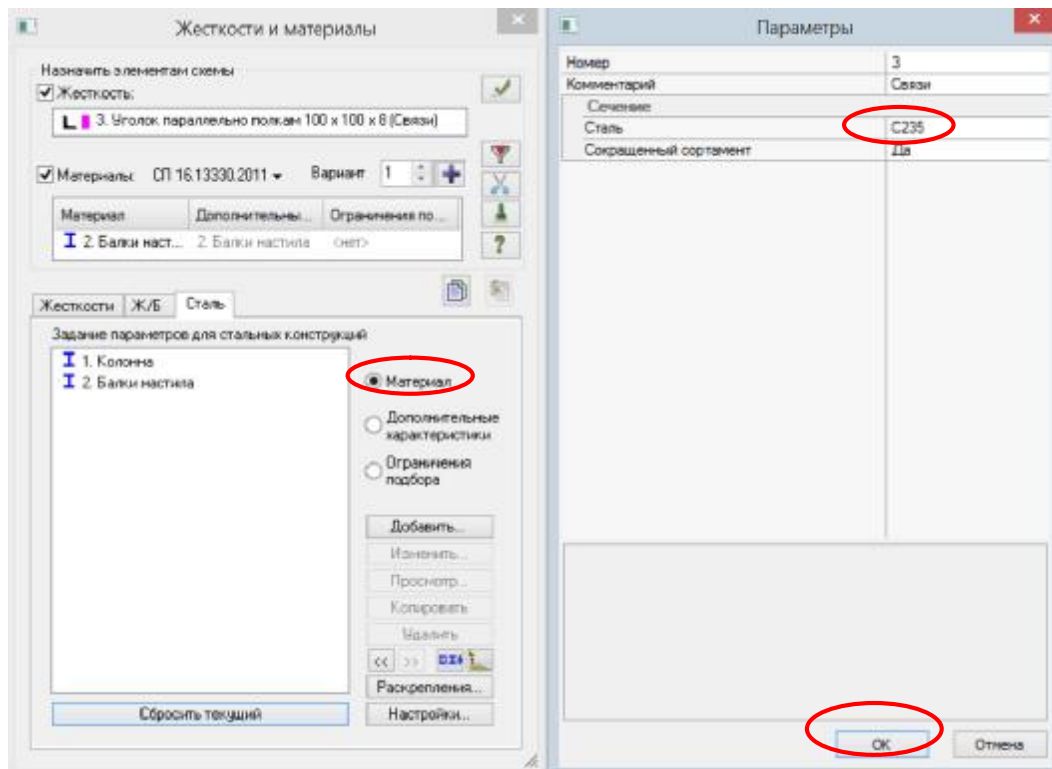 Жесткости и материалы
Назначить элементам схемы
Жесткость:
3. Уголок параллельно полкам 100 x 100 x 8 (Связи)
Материалы: СП 16.13330.2011 Вариант 1
Материал Дополнительны... Ограничения по...
2. Балки наст... 2. Балки настила <нет>
Жесткости Ж/Б Сталь
Задание параметров для стальных конструкций
1. Колонна
2. Балки настила
Материал
Дополнительные
характеристики
Ограничения
подбора
Добавить...
Изменить...
Просмотр...
Копировать
Удалить
<< >>
Раскрепления...
Сбросить текущий Настройки...
Параметры
Номер 3
Комментарий Связи
Сечение
Сталь С235
Сокращенный сортамент Да
OK Отмена